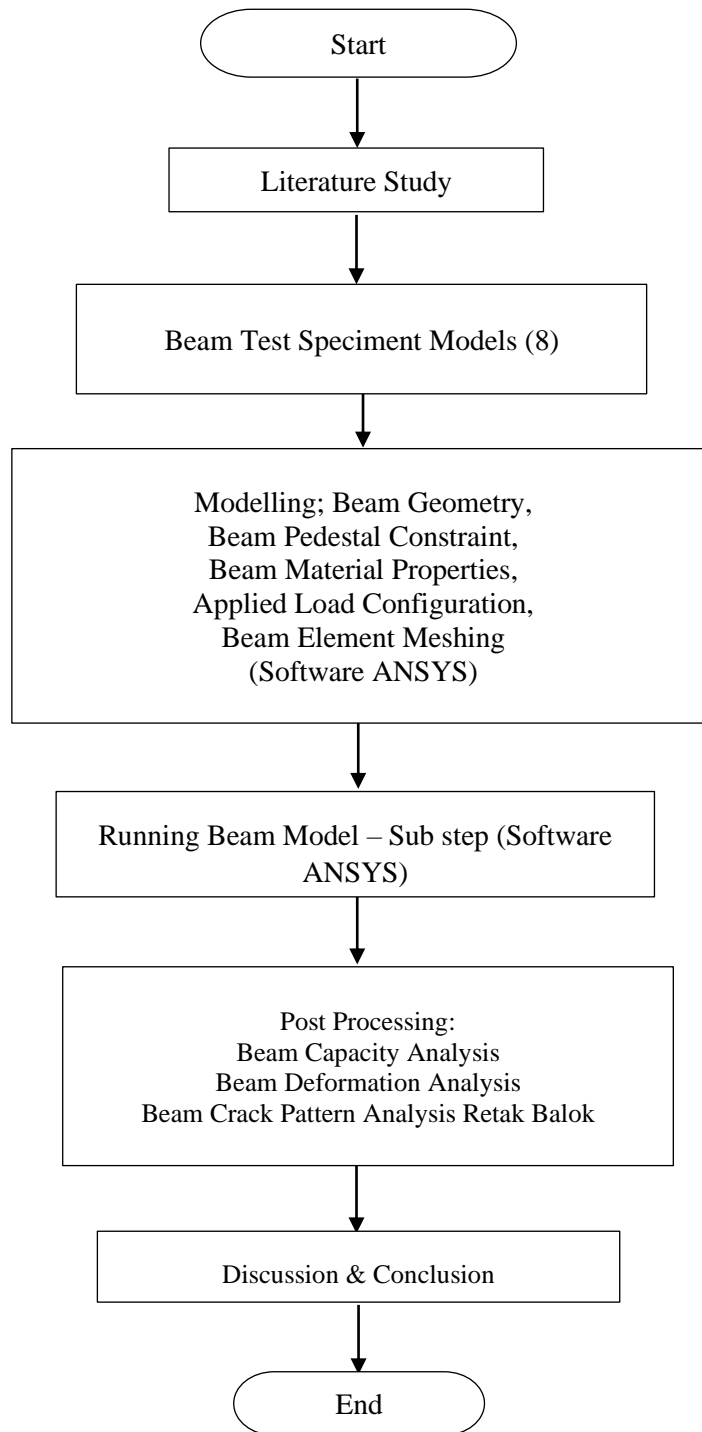 Start
Literature Study
Beam Test Speciment Models (8)
Modelling; Beam Geometry,
Beam Pedestal Constraint,
Beam Material Properties,
Applied Load Configuration,
Beam Element Meshing
(Software ANSYS)
Running Beam Model – Sub step (Software
ANSYS)
Post Processing:
Beam Capacity Analysis
Beam Deformation Analysis
Beam Crack Pattern Analysis Retak Balok
Discussion & Conclusion
End